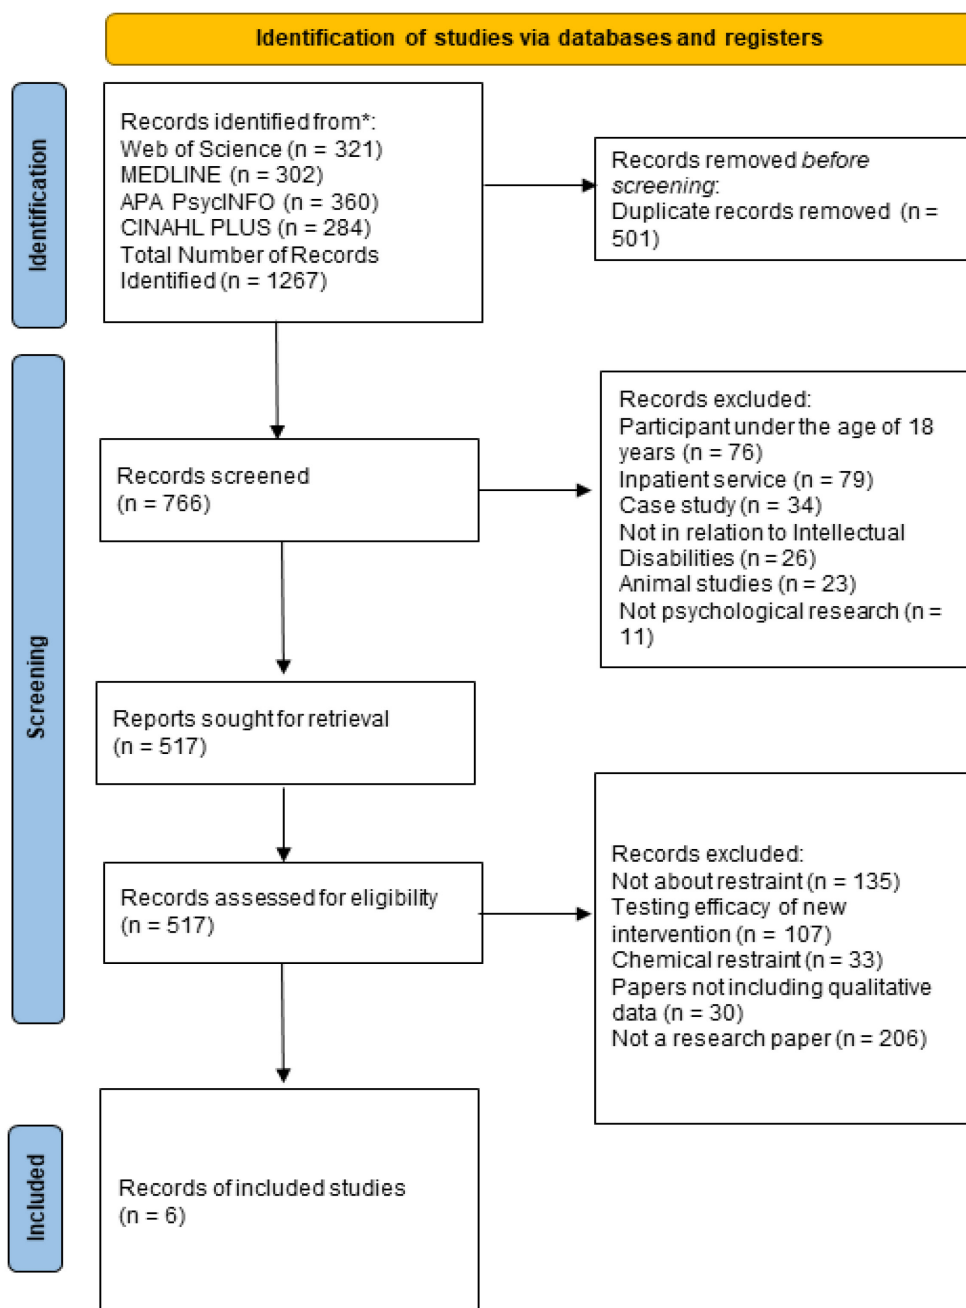 Identification of studies via databases and registers
Identification
Records identified from*:
Web of Science (n = 321)
MEDLINE (n = 302)
APA PsycINFO (n = 360)
CINAHL PLUS (n = 284)
Total Number of Records
Identified (n = 1267)
Records removed before
screening:
Duplicate records removed (n =
501)
Screening
Records screened
(n = 766)
Records excluded:
Participant under the age of 18
years (n = 76)
Inpatient service (n = 79)
Case study (n = 34)
Not in relation to Intellectual
Disabilities (n = 26)
Animal studies (n = 23)
Not psychological research (n =
11)
Reports sought for retrieval
(n = 517)
Records assessed for eligibility
(n = 517)
Records excluded:
Not about restraint (n = 135)
Testing efficacy of new
intervention (n = 107)
Chemical restraint (n = 33)
Papers not including qualitative
data (n = 30)
Not a research paper (n = 206)
Included
Records of included studies
(n = 6)